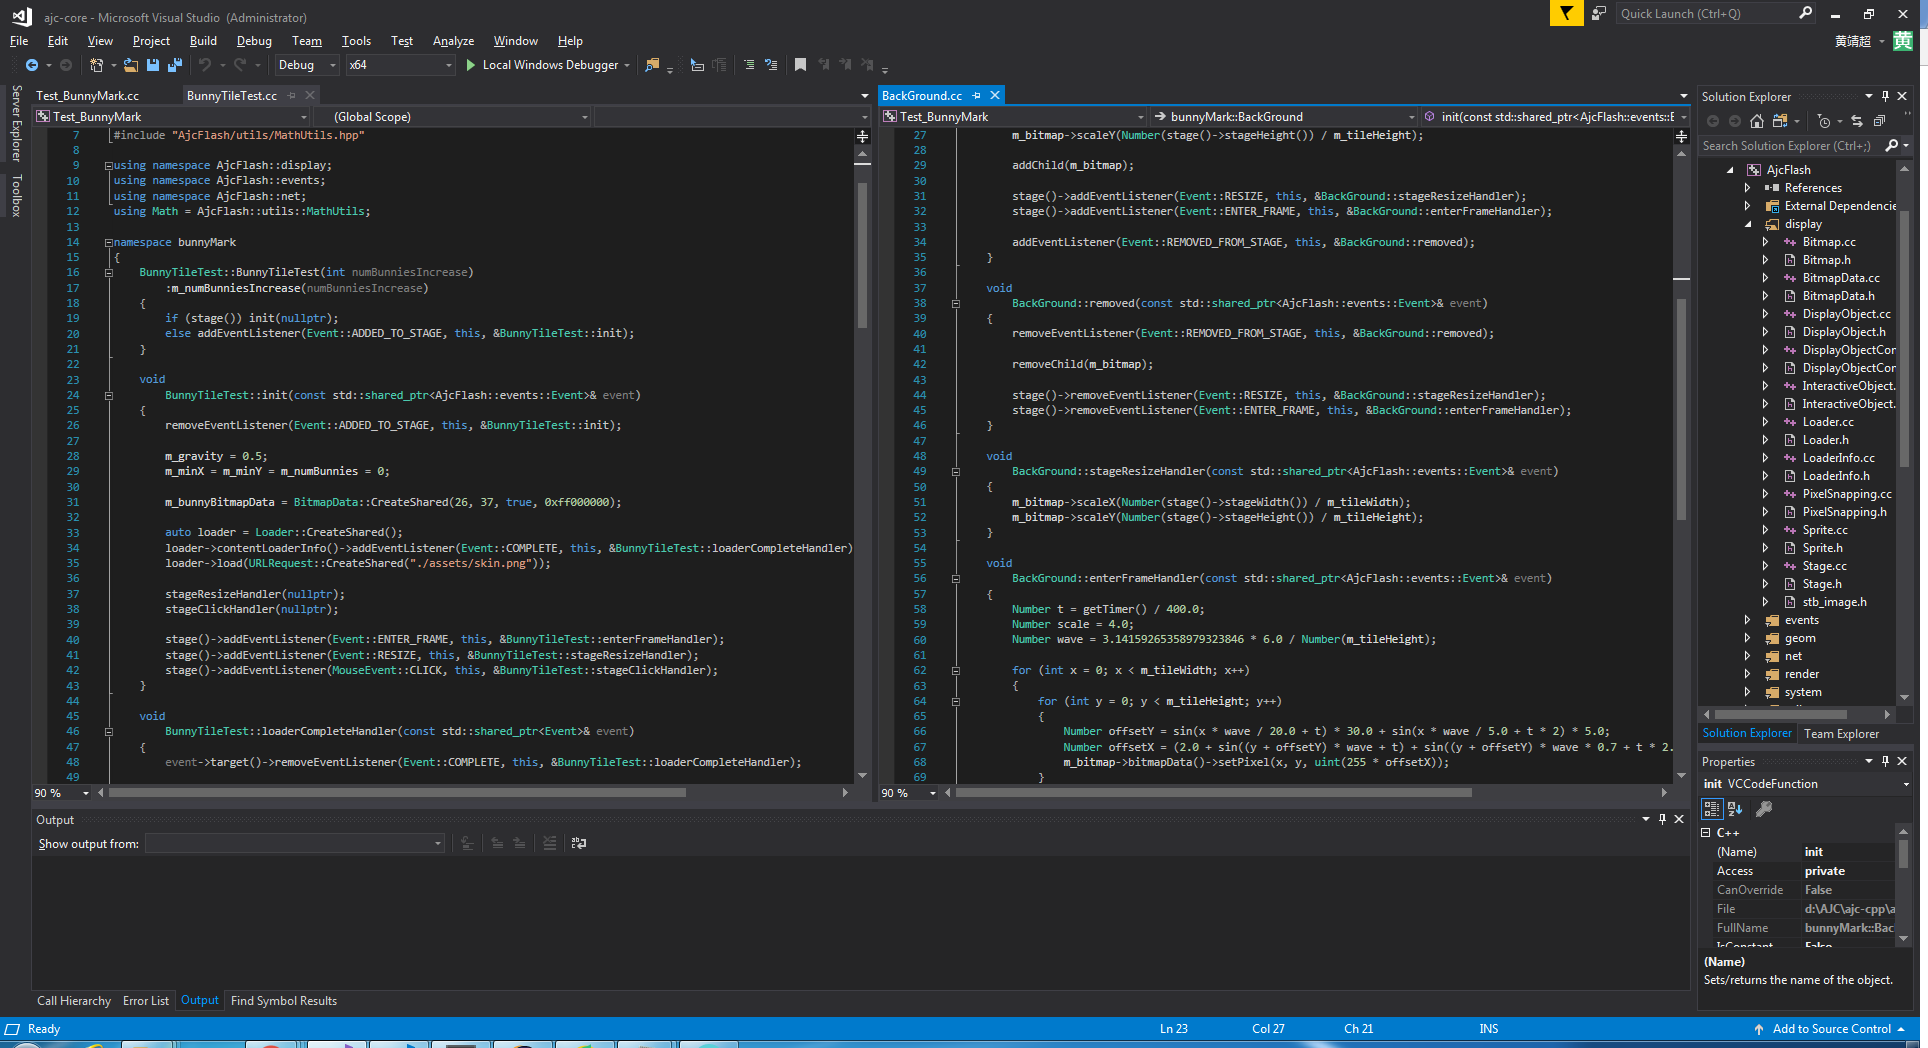 ajc-core - Microsoft Visual Studio (Administrator)
Quick Launch (Ctrl+Q)
File Edit View Project Build Debug Team Tools Test Analyze Window Help
黄靖超
黄
Debug x64 Local Windows Debugger
Server Explorer
Toolbox
Test_BunnyMark.cc BunnyTileTest.cc
Test_BunnyMark (Global Scope)
7 #include "AjcFlash/utils/MathUtils.hpp"
8
9 using namespace AjcFlash::display;
10 using namespace AjcFlash::events;
11 using namespace AjcFlash::net;
12 using Math = AjcFlash::utils::MathUtils;
13
14 namespace bunnyMark
15 {
16 BunnyTileTest::BunnyTileTest(int numBunniesIncrease)
17 :m_numBunniesIncrease(numBunniesIncrease)
18 {
19 if (stage()) init(nullptr);
20 else addEventListener(Event::ADDED_TO_STAGE, this, &BunnyTileTest::init);
21 }
22
23 void
24 BunnyTileTest::init(const std::shared_ptr<AjcFlash::events::Event>& event)
25 {
26 removeEventListener(Event::ADDED_TO_STAGE, this, &BunnyTileTest::init);
27
28 m_gravity = 0.5;
29 m_minX = m_minY = m_numBunnies = 0;
30
31 m_bunnyBitmapData = BitmapData::CreateShared(26, 37, true, 0xff000000);
32
33 auto loader = Loader::CreateShared();
34 loader->contentLoaderInfo()->addEventListener(Event::COMPLETE, this, &BunnyTileTest::loaderCompleteHandler)
35 loader->load(URLRequest::CreateShared("./assets/skin.png"));
36
37 stageResizeHandler(nullptr);
38 stageClickHandler(nullptr);
39
40 stage()->addEventListener(Event::ENTER_FRAME, this, &BunnyTileTest::enterFrameHandler);
41 stage()->addEventListener(Event::RESIZE, this, &BunnyTileTest::stageResizeHandler);
42 stage()->addEventListener(MouseEvent::CLICK, this, &BunnyTileTest::stageClickHandler);
43 }
44
45 void
46 BunnyTileTest::loaderCompleteHandler(const std::shared_ptr<Event>& event)
47 {
48 event->target()->removeEventListener(Event::COMPLETE, this, &BunnyTileTest::loaderCompleteHandler);
49
90 %
BackGround.cc
Test_BunnyMark bunnyMark::BackGround init(const std::shared_ptr<AjcFlash::events::E
27 m_bitmap->scaleY(Number(stage()->stageHeight()) / m_tileHeight);
28
29 addChild(m_bitmap);
30
31 stage()->addEventListener(Event::RESIZE, this, &BackGround::stageResizeHandler);
32 stage()->addEventListener(Event::ENTER_FRAME, this, &BackGround::enterFrameHandler);
33
34 addEventListener(Event::REMOVED_FROM_STAGE, this, &BackGround::removed);
35 }
36
37 void
38 BackGround::removed(const std::shared_ptr<AjcFlash::events::Event>& event)
39 {
40 removeEventListener(Event::REMOVED_FROM_STAGE, this, &BackGround::removed);
41
42 removeChild(m_bitmap);
43
44 stage()->removeEventListener(Event::RESIZE, this, &BackGround::stageResizeHandler);
45 stage()->removeEventListener(Event::ENTER_FRAME, this, &BackGround::enterFrameHandler);
46 }
47
48 void
49 BackGround::stageResizeHandler(const std::shared_ptr<AjcFlash::events::Event>& event)
50 {
51 m_bitmap->scaleX(Number(stage()->stageWidth()) / m_tileWidth);
52 m_bitmap->scaleY(Number(stage()->stageHeight()) / m_tileHeight);
53 }
54
55 void
56 BackGround::enterFrameHandler(const std::shared_ptr<AjcFlash::events::Event>& event)
57 {
58 Number t = getTimer() / 400.0;
59 Number scale = 4.0;
60 Number wave = 3.14159265358979323846 * 6.0 / Number(m_tileHeight);
61
62 for (int x = 0; x < m_tileWidth; x++)
63 {
64 for (int y = 0; y < m_tileHeight; y++)
65 {
66 Number offsetY = sin(x * wave / 20.0 + t) * 30.0 + sin(x * wave / 5.0 + t * 2) * 5.0;
67 Number offsetX = (2.0 + sin((y + offsetY) * wave + t) + sin((y + offsetY) * wave * 0.7 + t * 2.
68 m_bitmap->bitmapData()->setPixel(x, y, uint(255 * offsetX));
69 }
90 %
Solution Explorer
Search Solution Explorer (Ctrl+;)
AjcFlash
References
External Dependencie
display
Bitmap.cc
Bitmap.h
BitmapData.cc
BitmapData.h
DisplayObject.cc
DisplayObject.h
DisplayObjectCor
DisplayObjectCor
InteractiveObject.
InteractiveObject.
Loader.cc
Loader.h
LoaderInfo.cc
LoaderInfo.h
PixelSnapping.cc
PixelSnapping.h
Sprite.cc
Sprite.h
Stage.cc
Stage.h
stb_image.h
events
geom
net
render
system
Solution Explorer Team Explorer
Properties
init VCCodeFunction
C++
(Name) init
Access private
CanOverride False
File d:\AJC\ajc-cpp\a
FullName bunnyMark::Bac
IsConstant False
(Name)
Sets/returns the name of the object.
Output
Show output from:
Call Hierarchy Error List Output Find Symbol Results
Ready Ln 23 Col 27 Ch 21 INS Add to Source Control